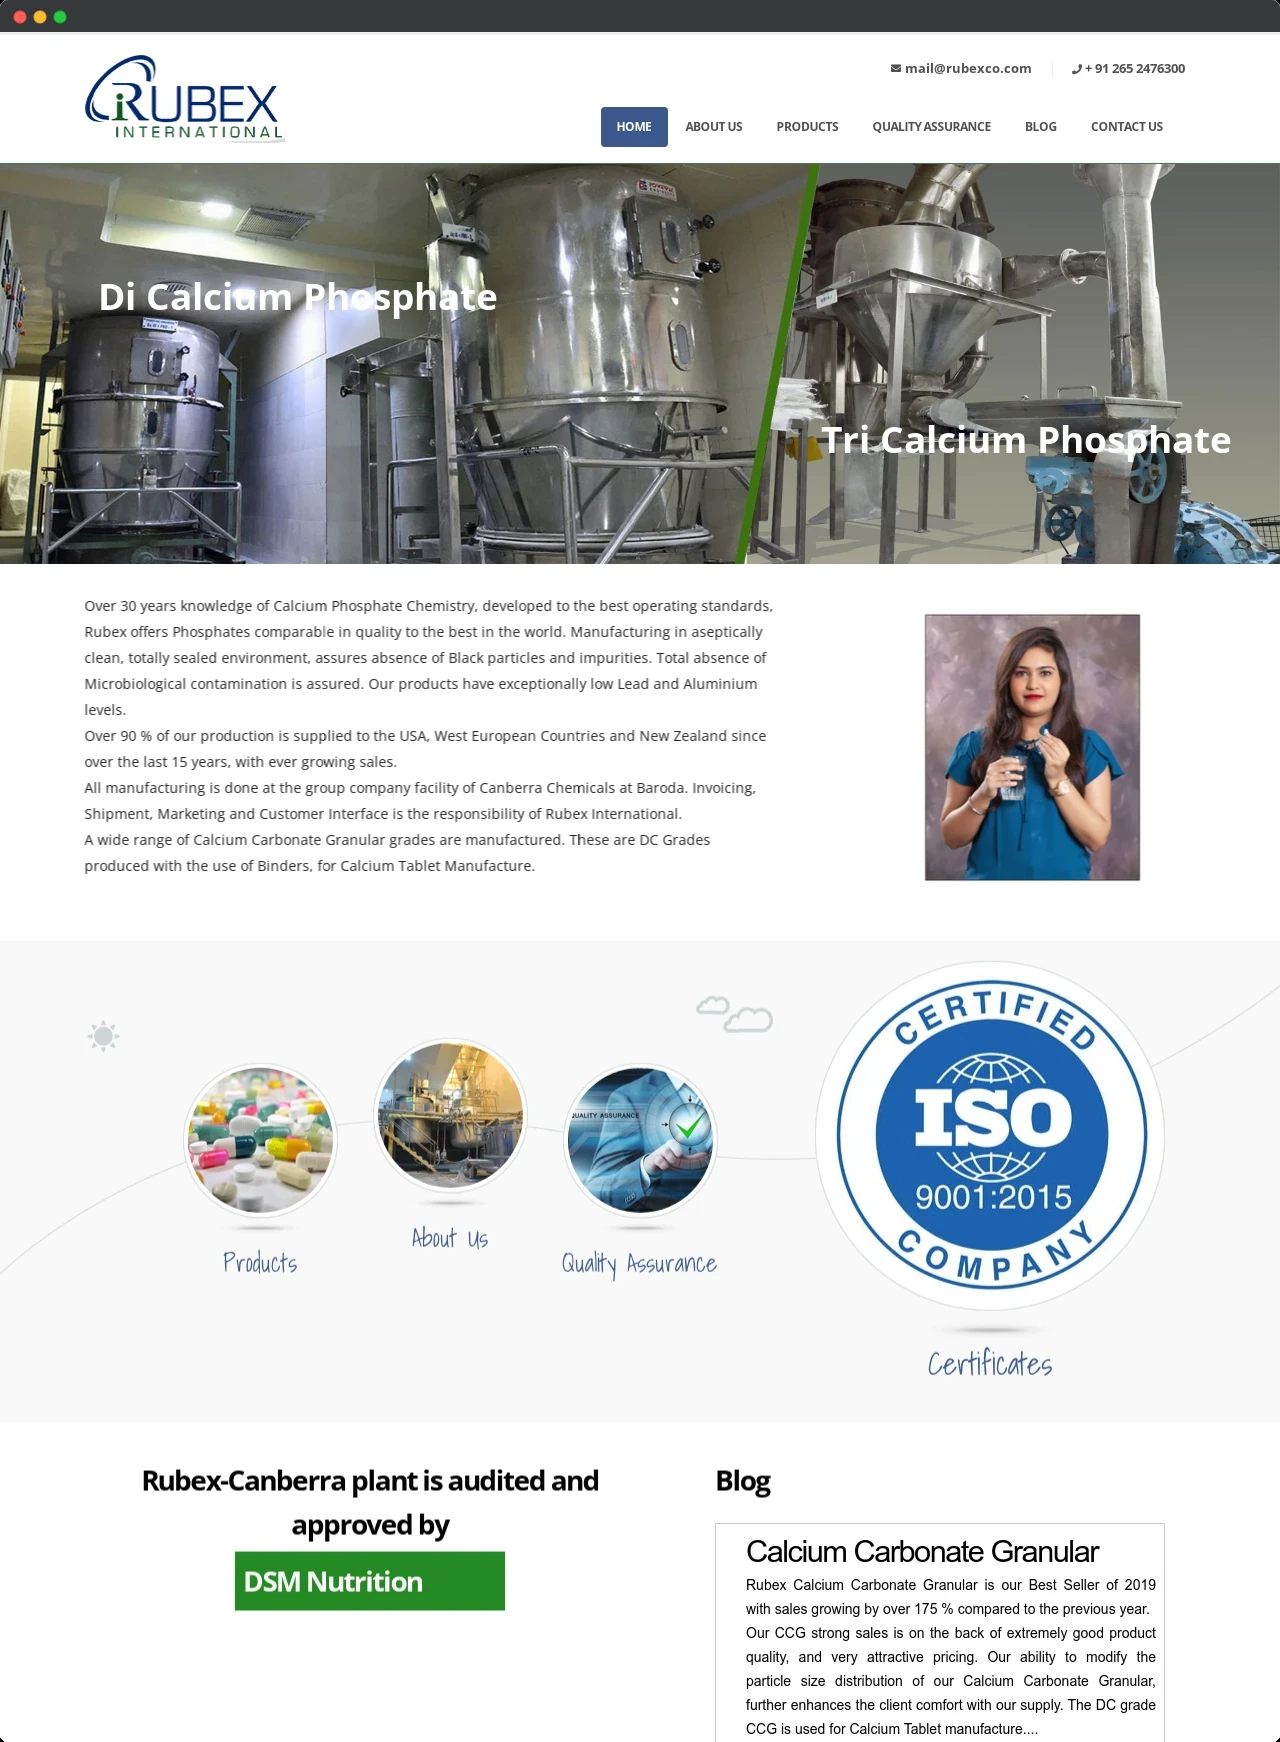 RUBEX
INTERNATIONAL
mail@rubexco.com
+ 91 265 2476300
HOME
ABOUT US
PRODUCTS
QUALITY ASSURANCE
BLOG
CONTACT US
Di Calcium Phosphate
Tri Calcium Phosphate
Over 30 years knowledge of Calcium Phosphate Chemistry, developed to the best operating standards,
Rubex offers Phosphates comparable in quality to the best in the world. Manufacturing in aseptically
clean, totally sealed environment, assures absence of Black particles and impurities. Total absence of
Microbiological contamination is assured. Our products have exceptionally low Lead and Aluminium
levels.
Over 90 % of our production is supplied to the USA, West European Countries and New Zealand since
over the last 15 years, with ever growing sales.
All manufacturing is done at the group company facility of Canberra Chemicals at Baroda. Invoicing,
Shipment, Marketing and Customer Interface is the responsibility of Rubex International.
A wide range of Calcium Carbonate Granular grades are manufactured. These are DC Grades
produced with the use of Binders, for Calcium Tablet Manufacture.
QUALITY ASSURANCE
CERTIFIED
ISO
9001:2015
COMPANY
Products
About Us
Quality Assurance
Certificates
Rubex-Canberra plant is audited and
approved by
DSM Nutrition
Blog
Calcium Carbonate Granular
Rubex Calcium Carbonate Granular is our Best Seller of 2019
with sales growing by over 175 % compared to the previous year.
Our CCG strong sales is on the back of extremely good product
quality, and very attractive pricing. Our ability to modify the
particle size distribution of our Calcium Carbonate Granular,
further enhances the client comfort with our supply. The DC grade
CCG is used for Calcium Tablet manufacture....